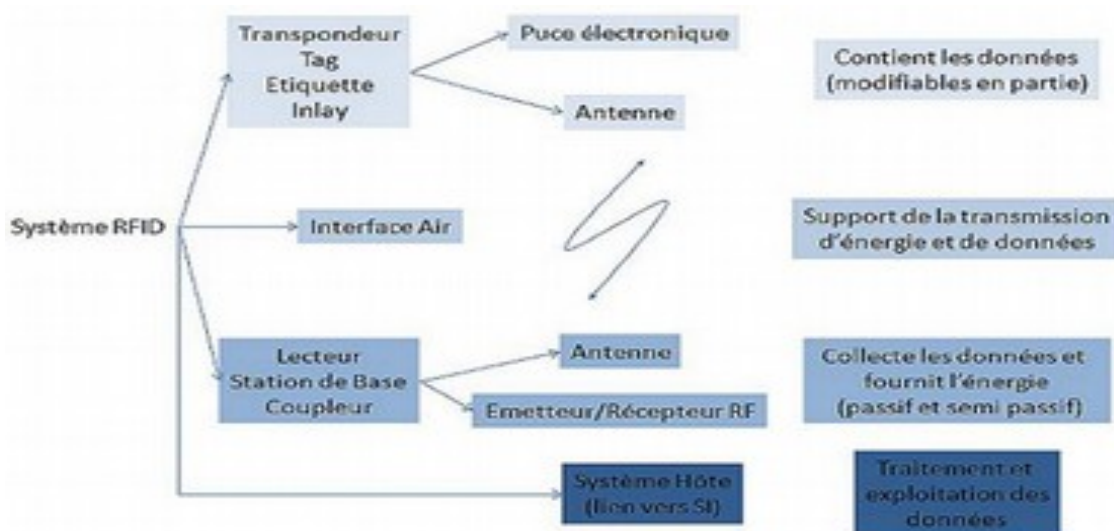 Transpondeur
Tag
Etiquette
Inlay
Puce électronique
Antenne
Contient les données
(modifiables en partie)
Système RFID
Interface Air
Support de la transmission
d'énergie et de données
Lecteur
Station de Base
Coupleur
Antenne
Emetteur/Récepteur RF
Collecte les données et
fournit l'énergie
(passif et semi passif)
Système Hôte
(lien vers SI)
Traitement et
exploitation des
données